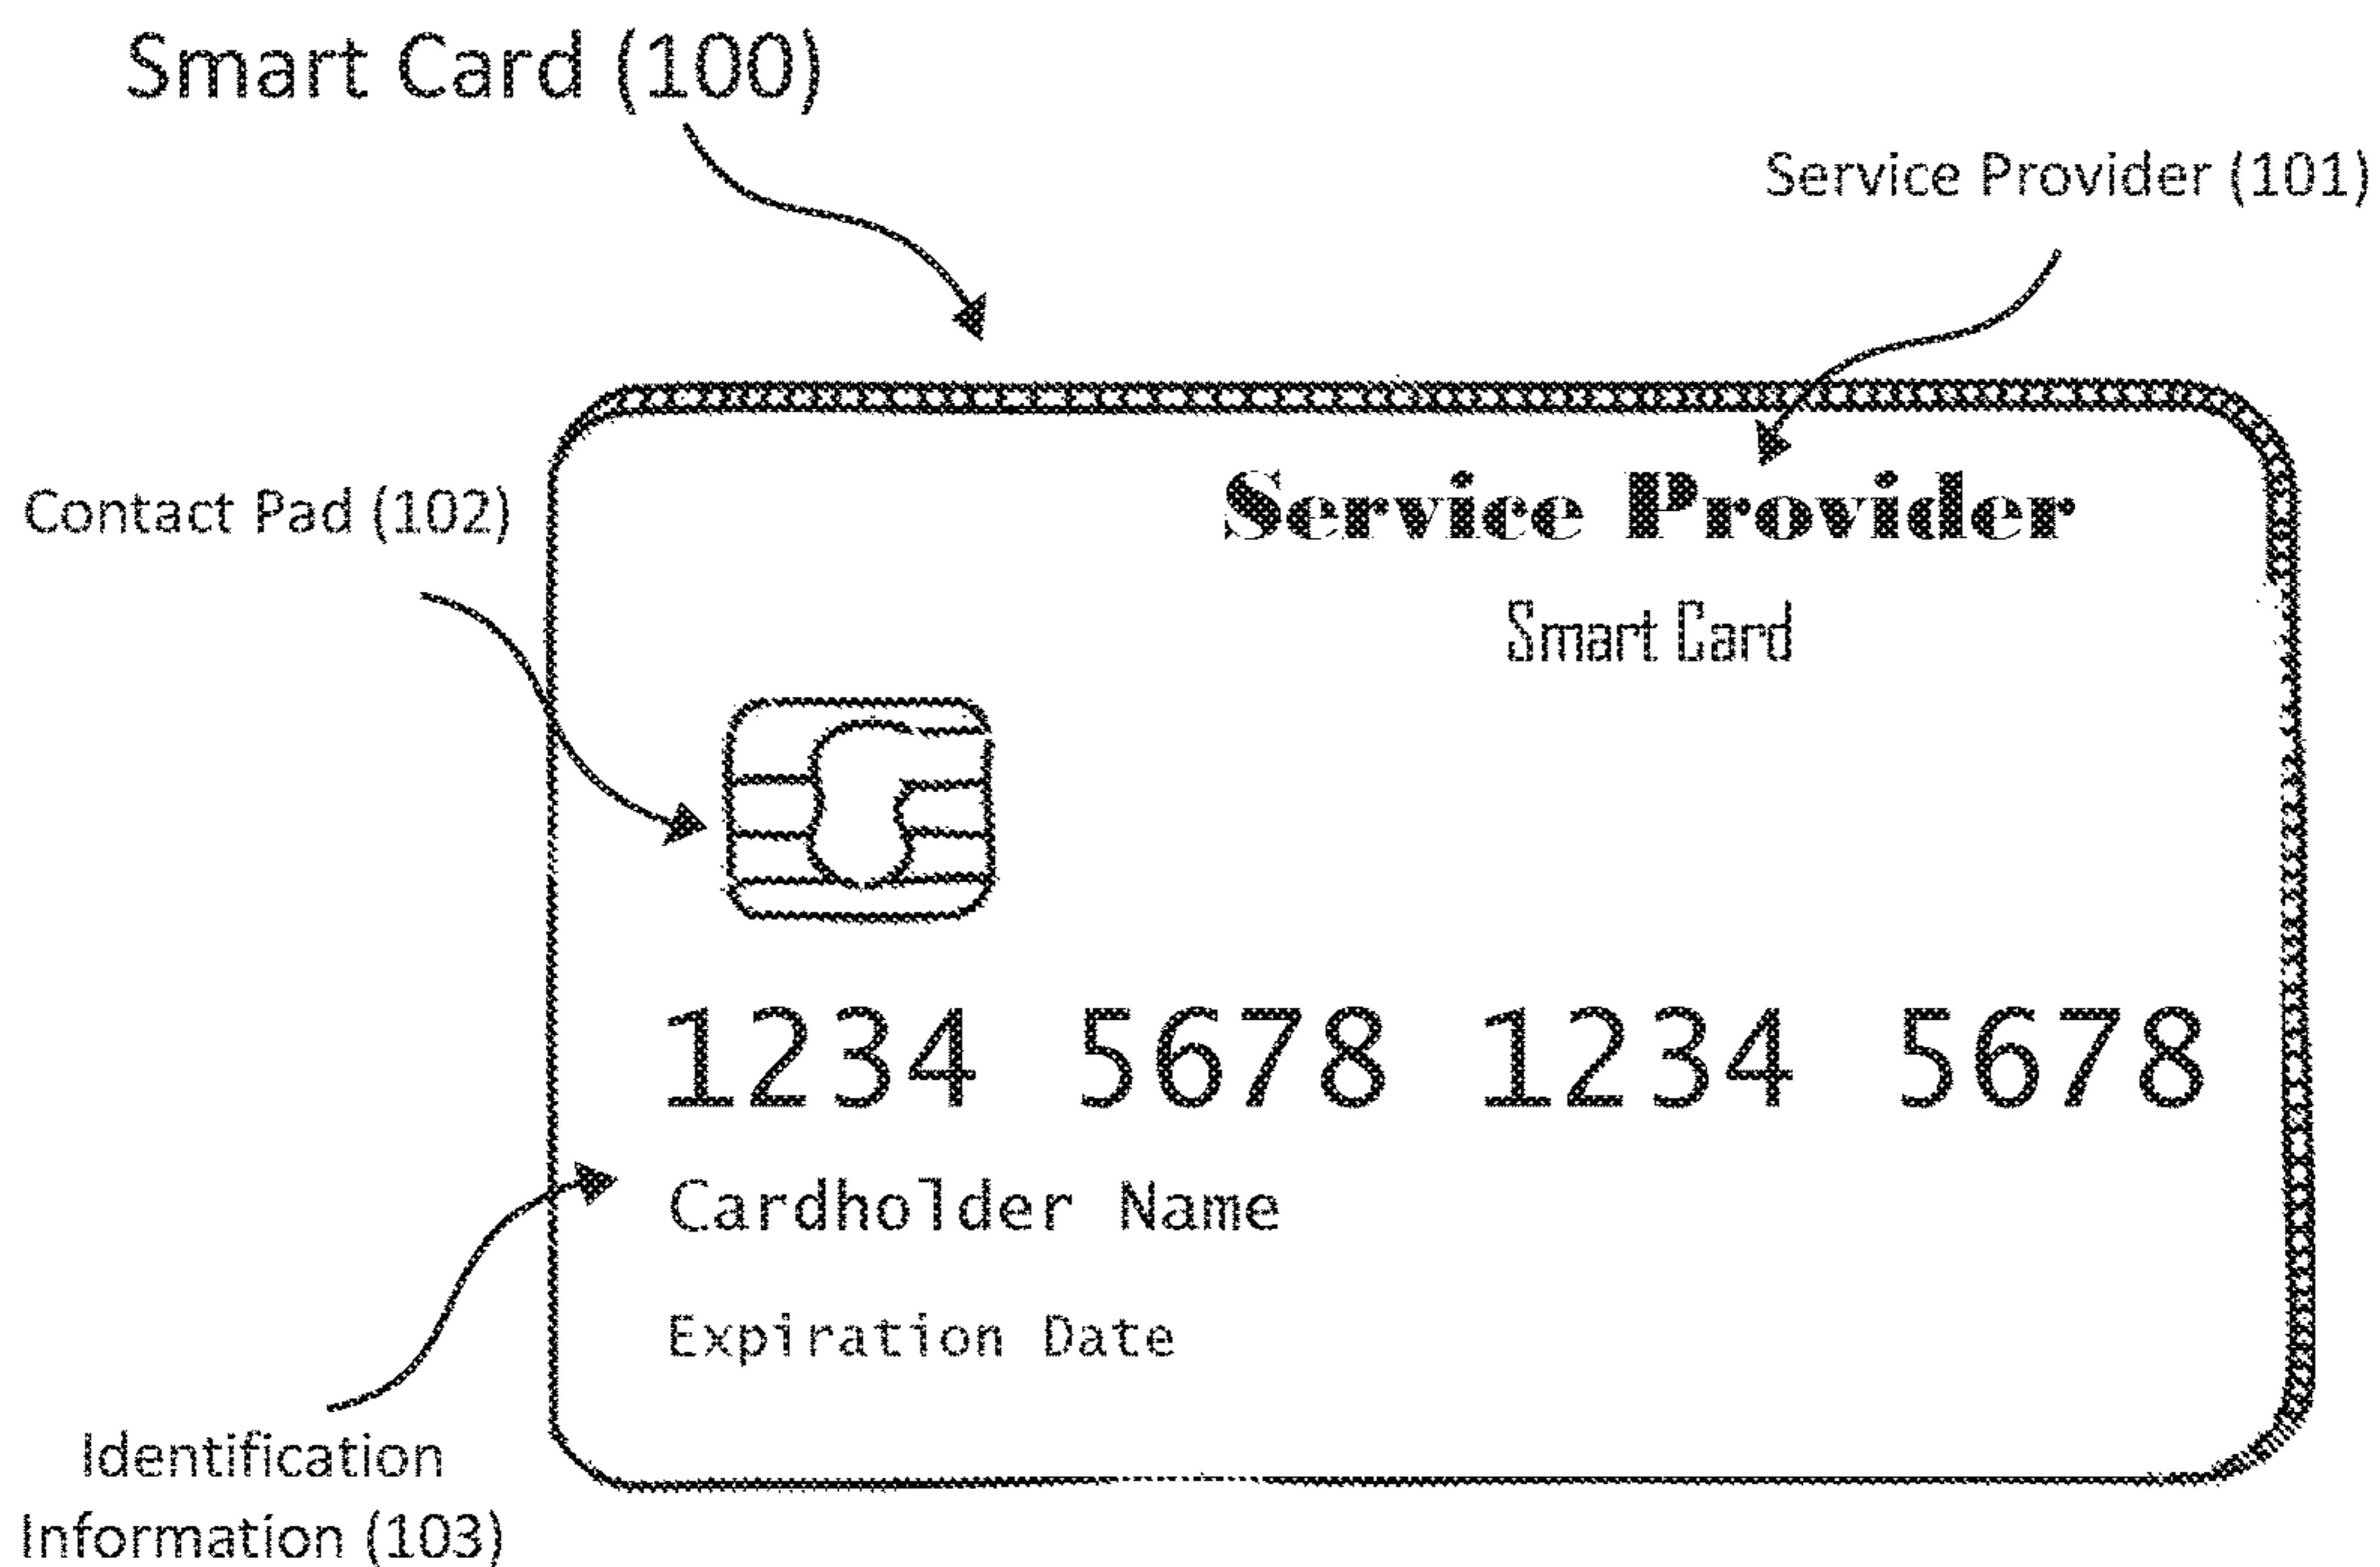 Smart Card (100)
Service Provider (101)
Contact Pad (102)
Service Provider
Smart Card
1234 5678 1234 5678
Cardholder Name
Expiration Date
Identification
Information (103)